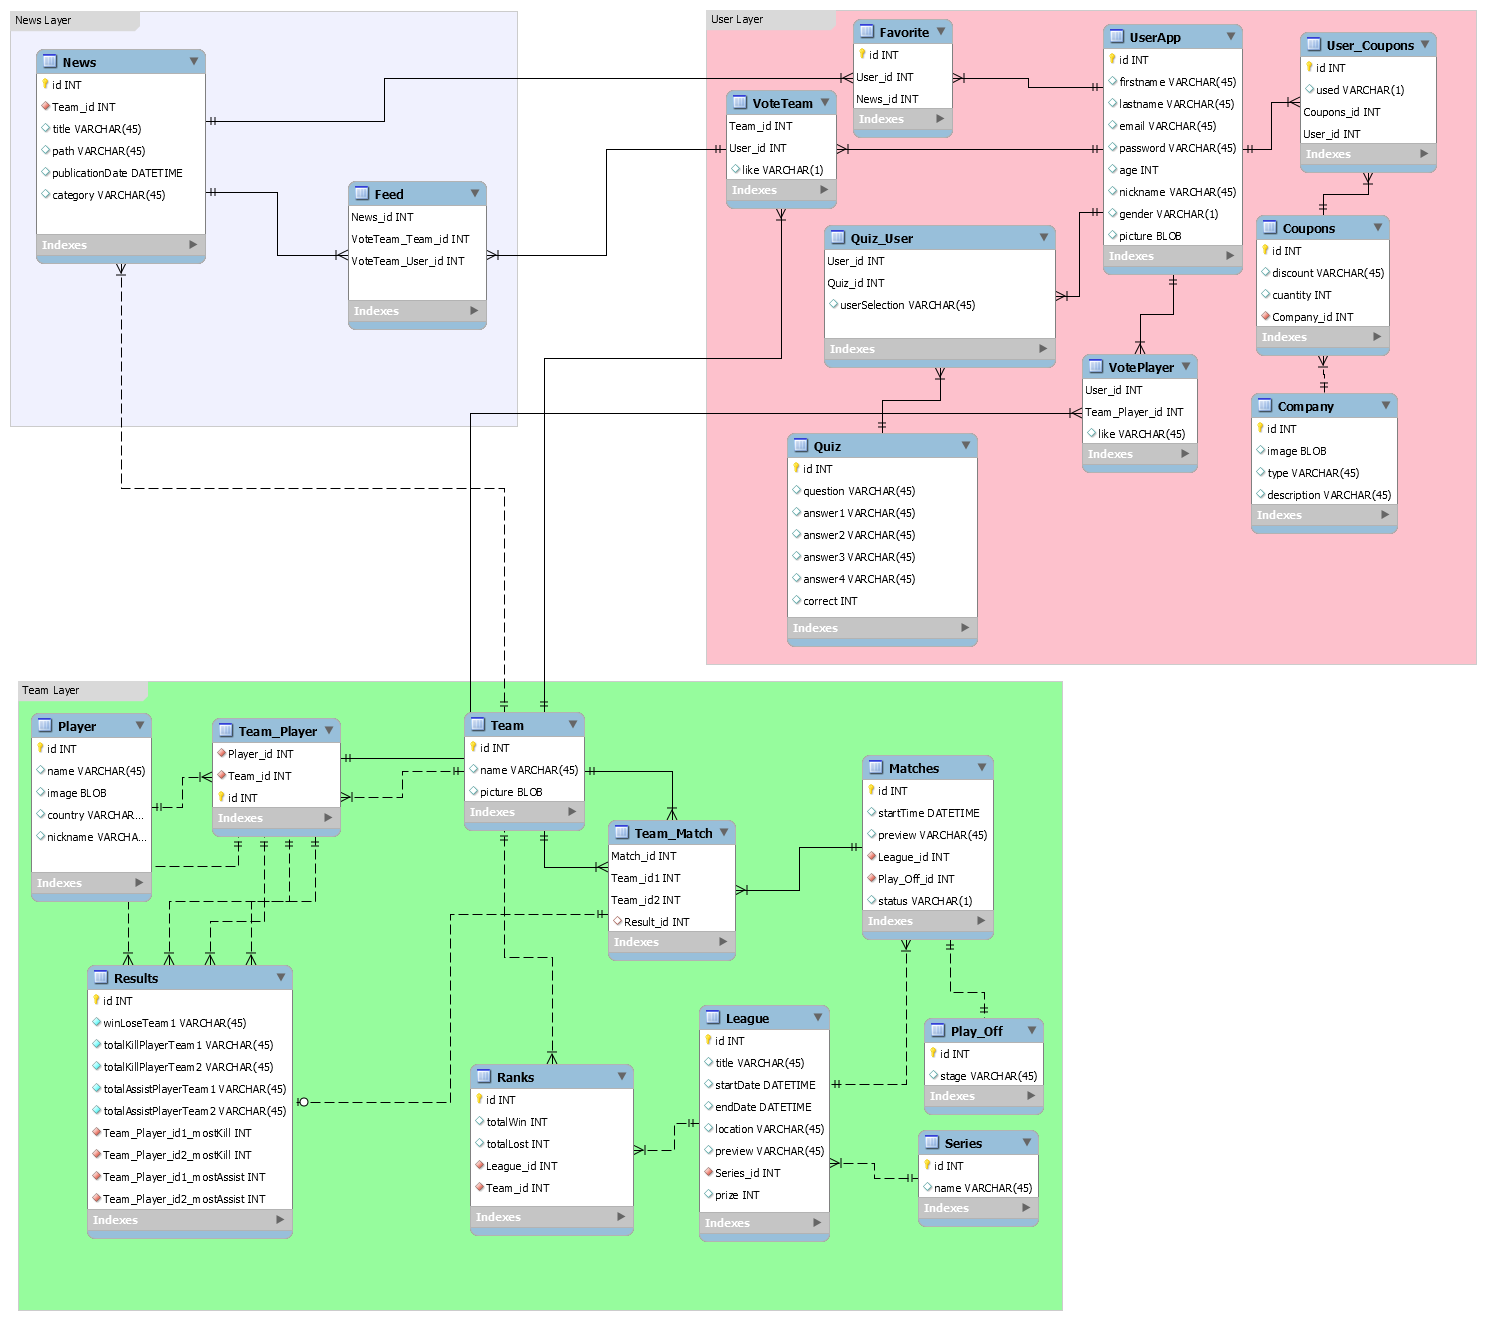 News Layer
News
id INT
Team_id INT
title VARCHAR(45)
path VARCHAR(45)
publicationDate DATETIME
category VARCHAR(45)
Indexes
Feed
News_id INT
VoteTeam_Team_id INT
VoteTeam_User_id INT
Indexes
User Layer
Favorite
id INT
User_id INT
News_id INT
Indexes
VoteTeam
Team_id INT
User_id INT
like VARCHAR(1)
Indexes
UserApp
id INT
firstname VARCHAR(45)
lastname VARCHAR(45)
email VARCHAR(45)
password VARCHAR(45)
age INT
nickname VARCHAR(45)
gender VARCHAR(1)
picture BLOB
Indexes
User_Coupons
id INT
used VARCHAR(1)
Coupons_id INT
User_id INT
Indexes
Quiz_User
User_id INT
Quiz_id INT
userSelection VARCHAR(45)
Indexes
Coupons
id INT
discount VARCHAR(45)
cuantity INT
Company_id INT
Indexes
VotePlayer
User_id INT
Team_Player_id INT
like VARCHAR(45)
Indexes
Company
id INT
image BLOB
type VARCHAR(45)
description VARCHAR(45)
Indexes
Quiz
id INT
question VARCHAR(45)
answer1 VARCHAR(45)
answer2 VARCHAR(45)
answer3 VARCHAR(45)
answer4 VARCHAR(45)
correct INT
Indexes
Team Layer
Player
id INT
name VARCHAR(45)
image BLOB
country VARCHAR...
nickname VARCHA...
Indexes
Team_Player
Player_id INT
Team_id INT
id INT
Indexes
Team
id INT
name VARCHAR(45)
picture BLOB
Indexes
Team_Match
Match_id INT
Team_id1 INT
Team_id2 INT
Result_id INT
Indexes
Matches
id INT
startTime DATETIME
preview VARCHAR(45)
League_id INT
Play_Off_id INT
status VARCHAR(1)
Indexes
Results
id INT
winLoseTeam1 VARCHAR(45)
totalKillPlayerTeam1 VARCHAR(45)
totalKillPlayerTeam2 VARCHAR(45)
totalAssistPlayerTeam1 VARCHAR(45)
totalAssistPlayerTeam2 VARCHAR(45)
Team_Player_id1_mostKill INT
Team_Player_id2_mostKill INT
Team_Player_id1_mostAssist INT
Team_Player_id2_mostAssist INT
Indexes
Ranks
id INT
totalWin INT
totalLost INT
League_id INT
Team_id INT
Indexes
League
id INT
title VARCHAR(45)
startDate DATETIME
endDate DATETIME
location VARCHAR(45)
preview VARCHAR(45)
Series_id INT
prize INT
Indexes
Play_Off
id INT
stage VARCHAR(45)
Indexes
Series
id INT
name VARCHAR(45)
Indexes